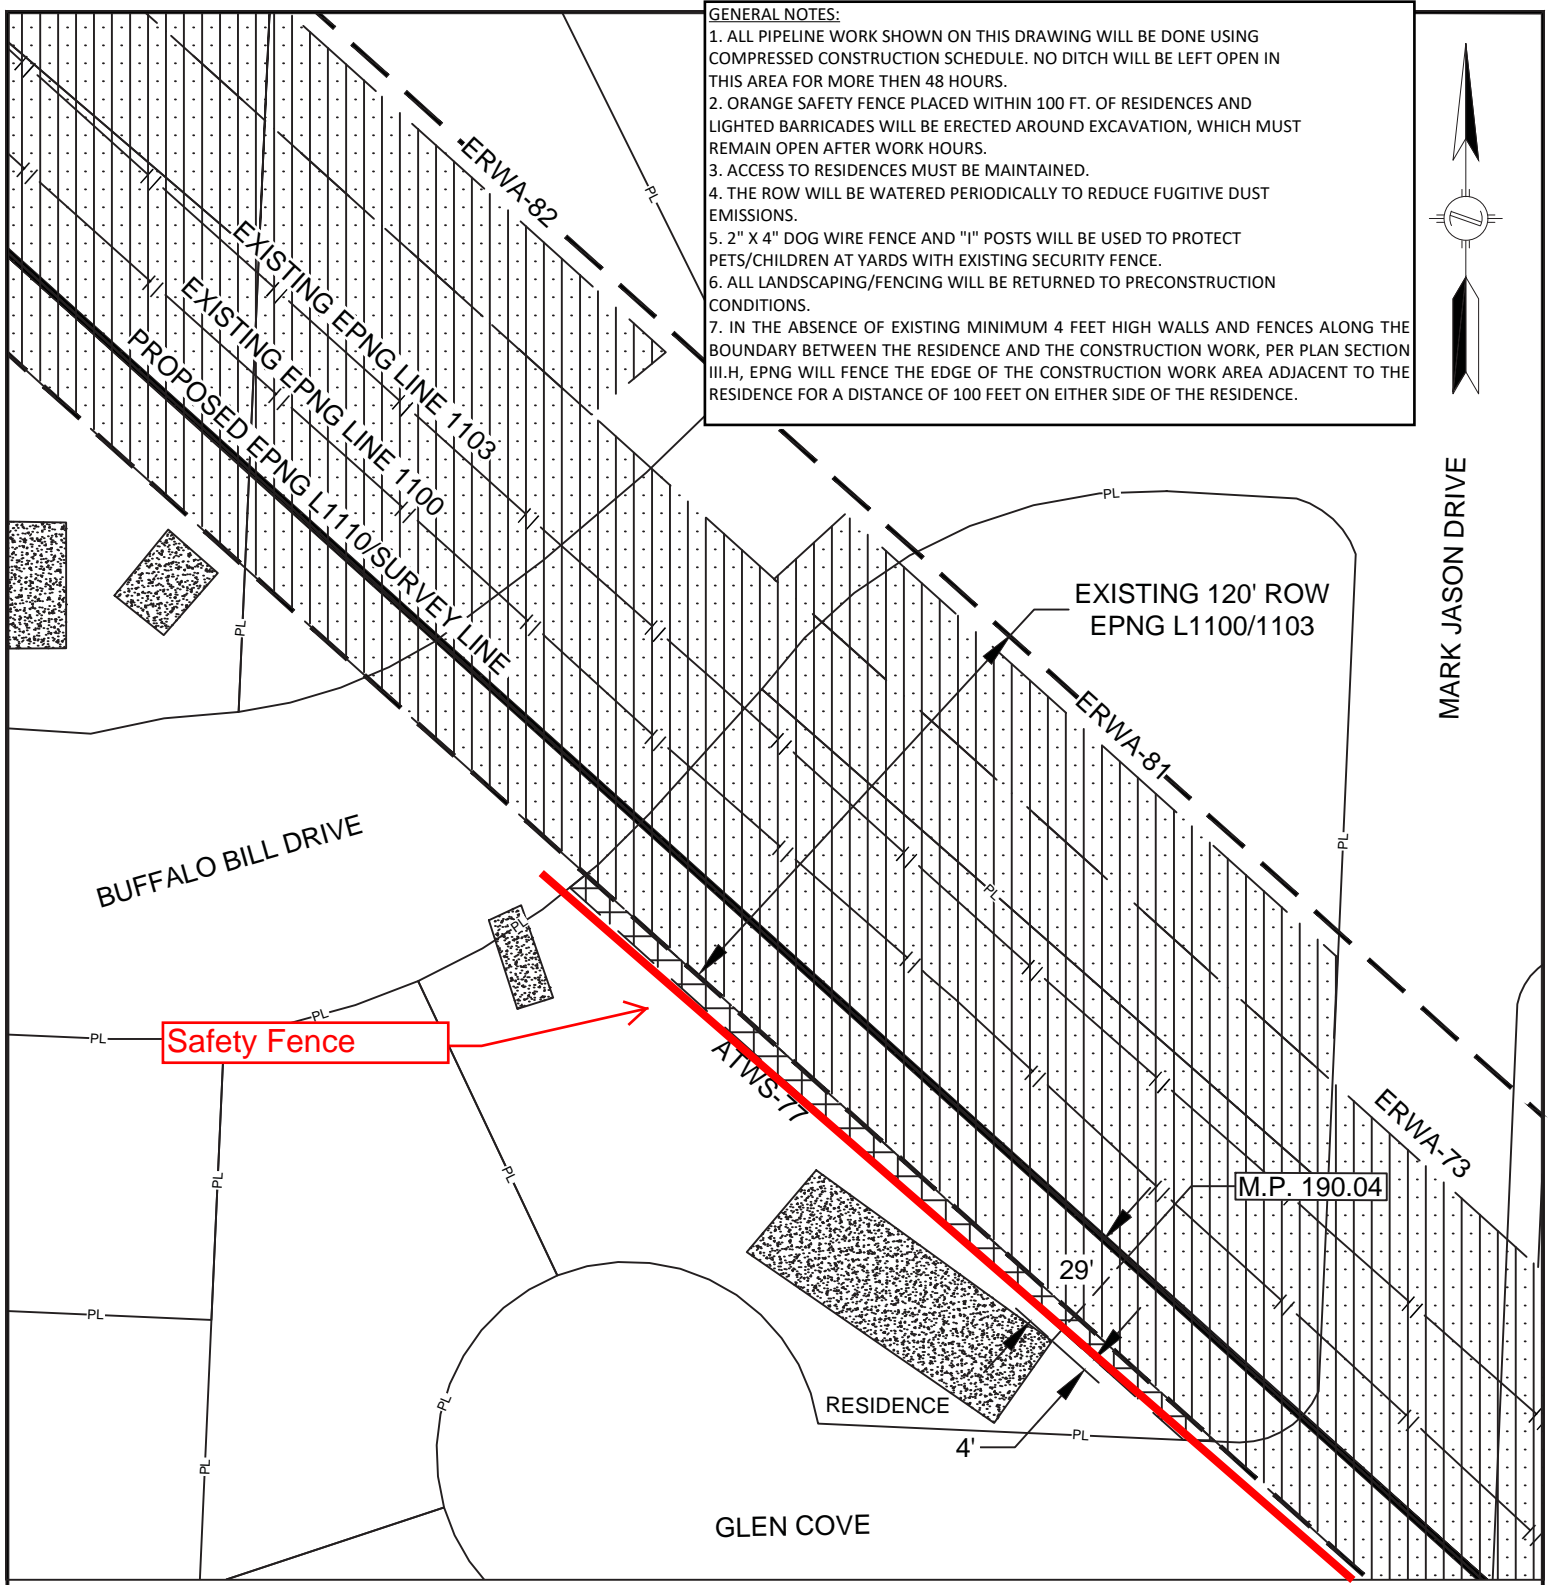 GENERAL NOTES:
1. ALL PIPELINE WORK SHOWN ON THIS DRAWING WILL BE DONE USING
COMPRESSED CONSTRUCTION SCHEDULE. NO DITCH WILL BE LEFT OPEN IN
THIS AREA FOR MORE THEN 48 HOURS.
2. ORANGE SAFETY FENCE PLACED WITHIN 100 FT. OF RESIDENCES AND
LIGHTED BARRICADES WILL BE ERECTED AROUND EXCAVATION, WHICH MUST
REMAIN OPEN AFTER WORK HOURS.
3. ACCESS TO RESIDENCES MUST BE MAINTAINED.
4. THE ROW WILL BE WATERED PERIODICALLY TO REDUCE FUGITIVE DUST
EMISSIONS.
5. 2" X 4" DOG WIRE FENCE AND "I" POSTS WILL BE USED TO PROTECT
PETS/CHILDREN AT YARDS WITH EXISTING SECURITY FENCE.
6. ALL LANDSCAPING/FENCING WILL BE RETURNED TO PRECONSTRUCTION
CONDITIONS.
7. IN THE ABSENCE OF EXISTING MINIMUM 4 FEET HIGH WALLS AND FENCES ALONG THE
BOUNDARY BETWEEN THE RESIDENCE AND THE CONSTRUCTION WORK, PER PLAN SECTION
III.H, EPNG WILL FENCE THE EDGE OF THE CONSTRUCTION WORK AREA ADJACENT TO THE
RESIDENCE FOR A DISTANCE OF 100 FEET ON EITHER SIDE OF THE RESIDENCE.
ERWA-82
PL
EXISTING EPNG LINE 1103
EXISTING EPNG LINE 1100
PROPOSED EPNG L1110/SURVEY LINE
PL
MARK JASON DRIVE
EXISTING 120' ROW
EPNG L1100/1103
PL
ERWA-81
PL
BUFFALO BILL DRIVE
PL
PL
PL
PL
Safety Fence
ATWS-77
ERWA-73
PL
PL
M.P. 190.04
29'
PL
PL
RESIDENCE
PL
4'
PL
GLEN COVE